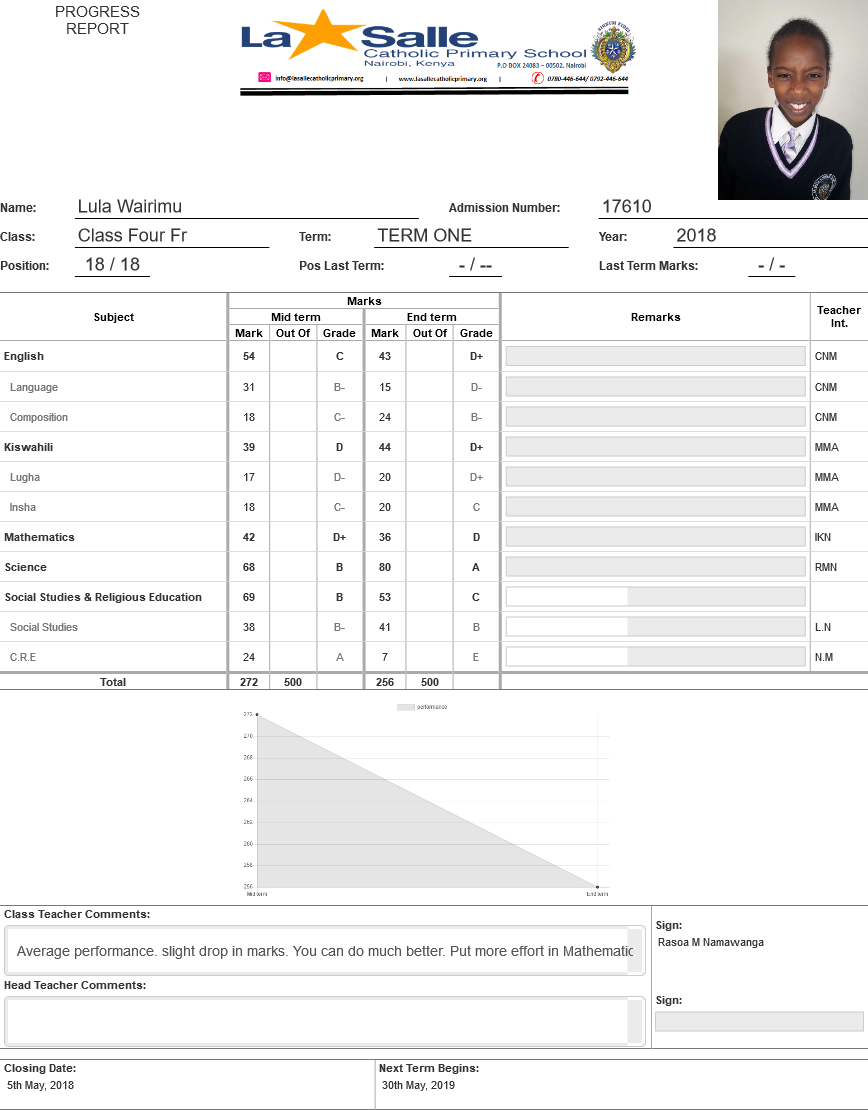 PROGRESS
REPORT
La Salle
Catholic Primary School
Nairobi, Kenya
P.O BOX 24083 – 00502, Nairobi
info@lasallecatholicprimary.org | www.lasallecatholicprimary.org | 0780-446-644/ 0792-446-644
Name: Lula Wairimu Admission Number: 17610
Class: Class Four Fr Term: TERM ONE Year: 2018
Position: 18 / 18 Pos Last Term: - / -- Last Term Marks: - / -
Subject Marks Remarks Teacher Int.
Mid term End term
Mark Out Of Grade Mark Out Of Grade
English 54 C 43 D+ CNM
Language 31 B- 15 D- CNM
Composition 18 C- 24 B- CNM
Kiswahili 39 D 44 D+ MMA
Lugha 17 D- 20 D+ MMA
Insha 18 C- 20 C MMA
Mathematics 42 D+ 36 D IKN
Science 68 B 80 A RMN
Social Studies & Religious Education 69 B 53 C
Social Studies 38 B- 41 B L.N
C.R.E 24 A 7 E N.M
Total 272 500 256 500
performance
272
270
268
266
264
262
260
258
256
Mid term End term
Class Teacher Comments:
Average performance. slight drop in marks. You can do much better. Put more effort in Mathematic
Sign:
Rasoa M Namawanga
Head Teacher Comments:
Sign:
Closing Date: Next Term Begins:
5th May, 2018 30th May, 2019